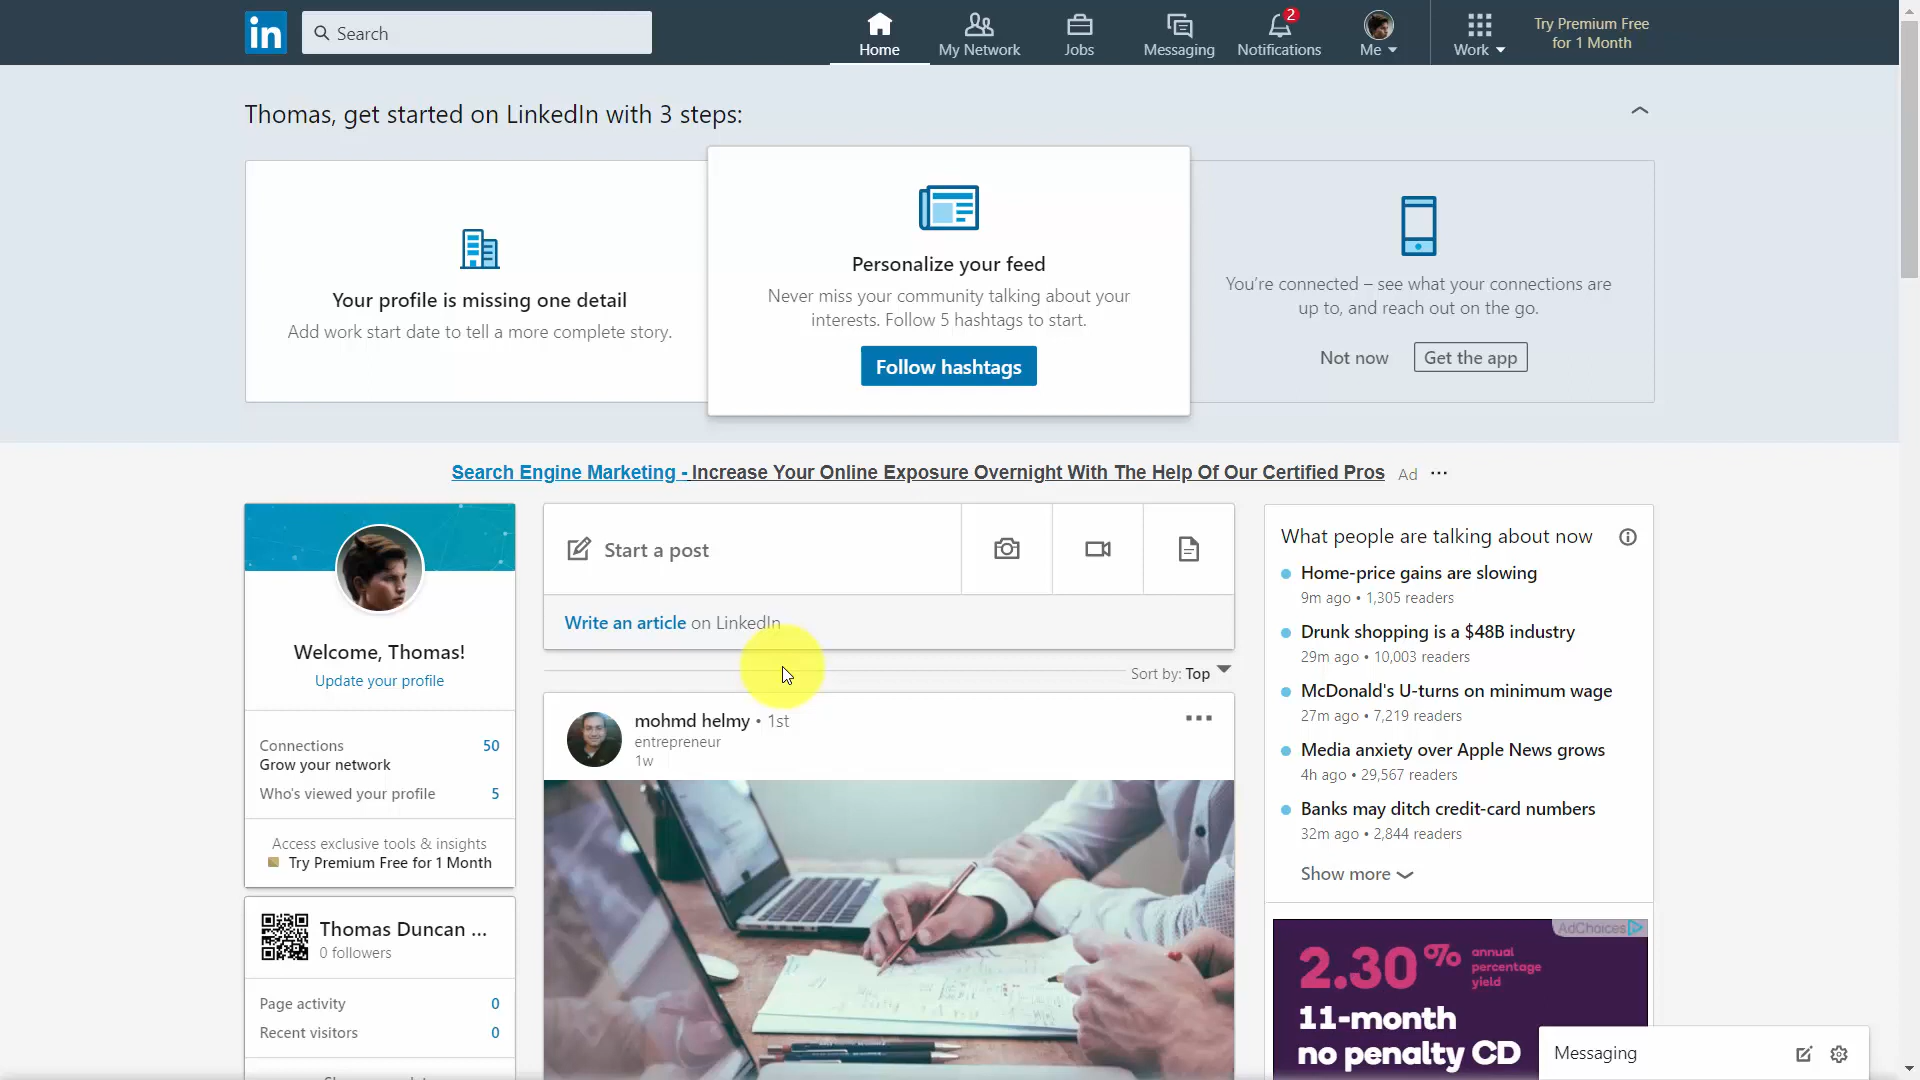 in
Search
Home
My Network
Jobs
Messaging
2
Notifications
Me
Work
Try Premium Free
for 1 Month
Thomas, get started on LinkedIn with 3 steps:
Your profile is missing one detail
Add work start date to tell a more complete story.
Personalize your feed
Never miss your community talking about your
interests. Follow 5 hashtags to start.
Follow hashtags
You're connected – see what your connections are
up to, and reach out on the go.
Not now
Get the app
Search Engine Marketing - Increase Your Online Exposure Overnight With The Help Of Our Certified Pros Ad ...
Welcome, Thomas!
Update your profile
Connections 50
Grow your network
Who's viewed your profile 5
Access exclusive tools & insights
Try Premium Free for 1 Month
Thomas Duncan ...
0 followers
Page activity 0
Recent visitors 0
Start a post
Write an article on LinkedIn
Sort by: Top
mohmd helmy • 1st
entrepreneur
1w
What people are talking about now
Home-price gains are slowing
9m ago • 1,305 readers
Drunk shopping is a $48B industry
29m ago • 10,003 readers
McDonald's U-turns on minimum wage
27m ago • 7,219 readers
Media anxiety over Apple News grows
4h ago • 29,567 readers
Banks may ditch credit-card numbers
32m ago • 2,844 readers
Show more
AdChoices
2.30% annual
percentage
yield
11-month
no penalty CD
Messaging